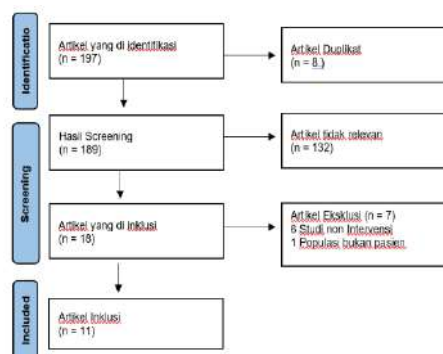 Identificatio
Artikel yang di identifikasi
(n = 197)
Artikel Duplikat
(n = 8 )
Screening
Hasil Screening
(n = 189)
Artikel tidak relevan
(n = 132)
Artikel yang di inklusi
(n = 18)
Artikel Eksklusi (n = 7)
6 Studi non Intervensi
1 Populasi bukan pasien
Included
Artikel Inklusi
(n = 11)